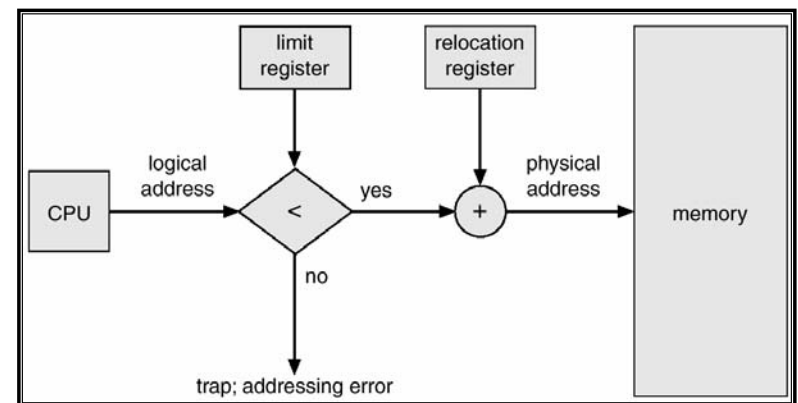 limit
register
relocation
register
logical
address
physical
address
CPU
<
yes
+
memory
no
trap; addressing error